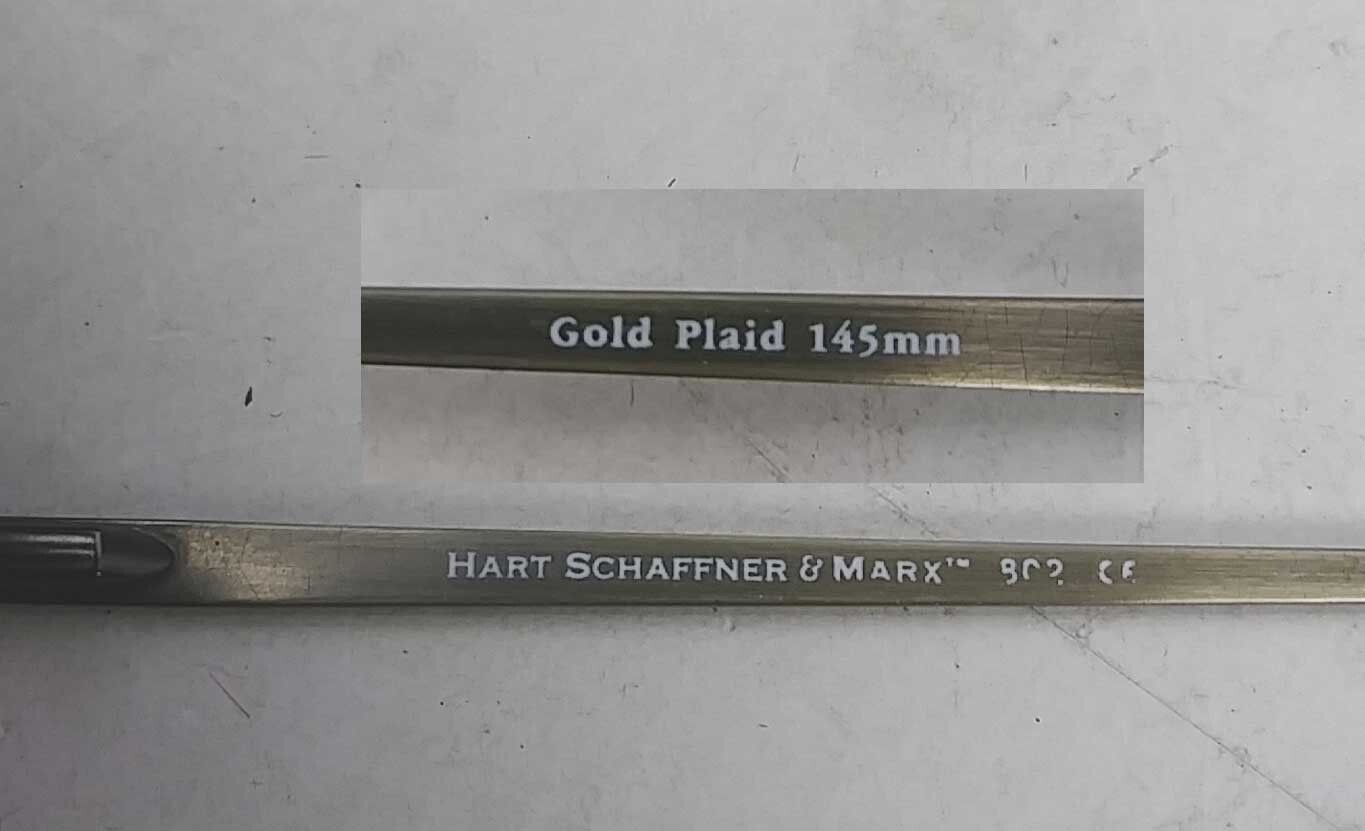 Gold Plaid 145mm
HART SCHAFFNER & MARX™